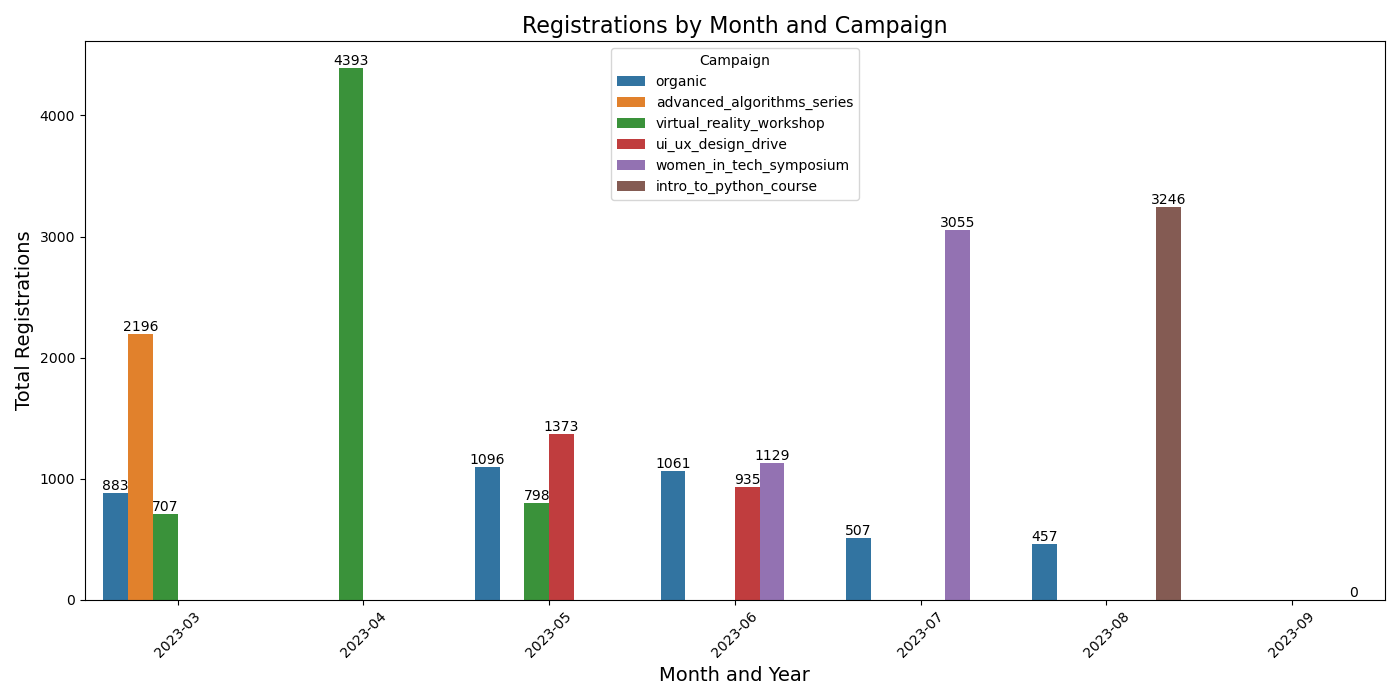 Registrations by Month and Campaign
Campaign
organic
advanced_algorithms_series
virtual_reality_workshop
ui_ux_design_drive
women_in_tech_symposium
intro_to_python_course
Total Registrations
4000
3000
2000
1000
0
883
2196
707
4393
1096
798
1373
1061
935
1129
507
3055
457
3246
0
2023-03
2023-04
2023-05
2023-06
2023-07
2023-08
2023-09
Month and Year